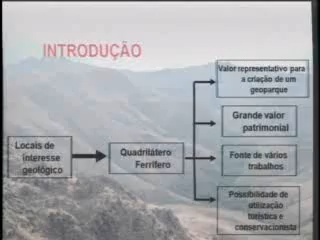 INTRODUÇÃO
Locais de
interesse
geológico
Quadrilátero
Ferrífero
Valor representativo para
a criação de um
geoparque
Grande valor
patrimonial
Fonte de vários
trabalhos
Possibilidade de
utilização
turística e
conservacionista